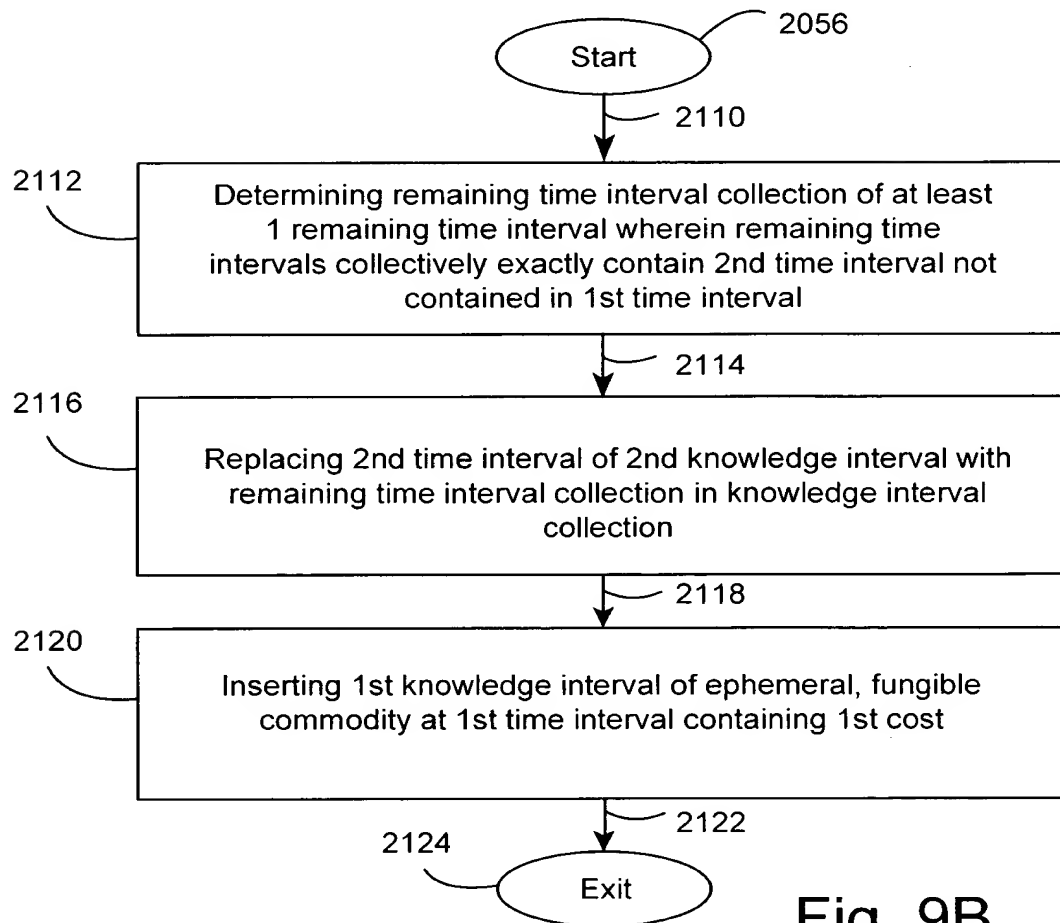 2056
Start
2110
2112
Determining remaining time interval collection of at least
1 remaining time interval wherein remaining time
intervals collectively exactly contain 2nd time interval not
contained in 1st time interval
2114
2116
Replacing 2nd time interval of 2nd knowledge interval with
remaining time interval collection in knowledge interval
collection
2118
2120
Inserting 1st knowledge interval of ephemeral, fungible
commodity at 1st time interval containing 1st cost
2122
2124
Exit
Fig. 9B